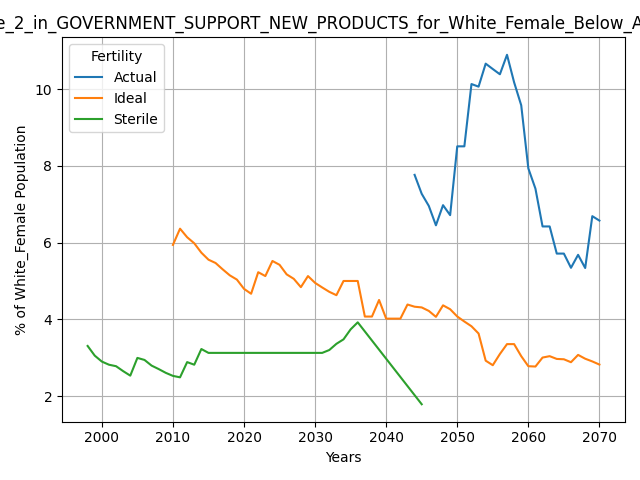 e_2_in_GOVERNMENT_SUPPORT_NEW_PRODUCTS_for_White_Female_Below_A
Fertility
Actual
Ideal
Sterile
% of White_Female Population
10
8
6
4
2
2000 2010 2020 2030 2040 2050 2060 2070
Years